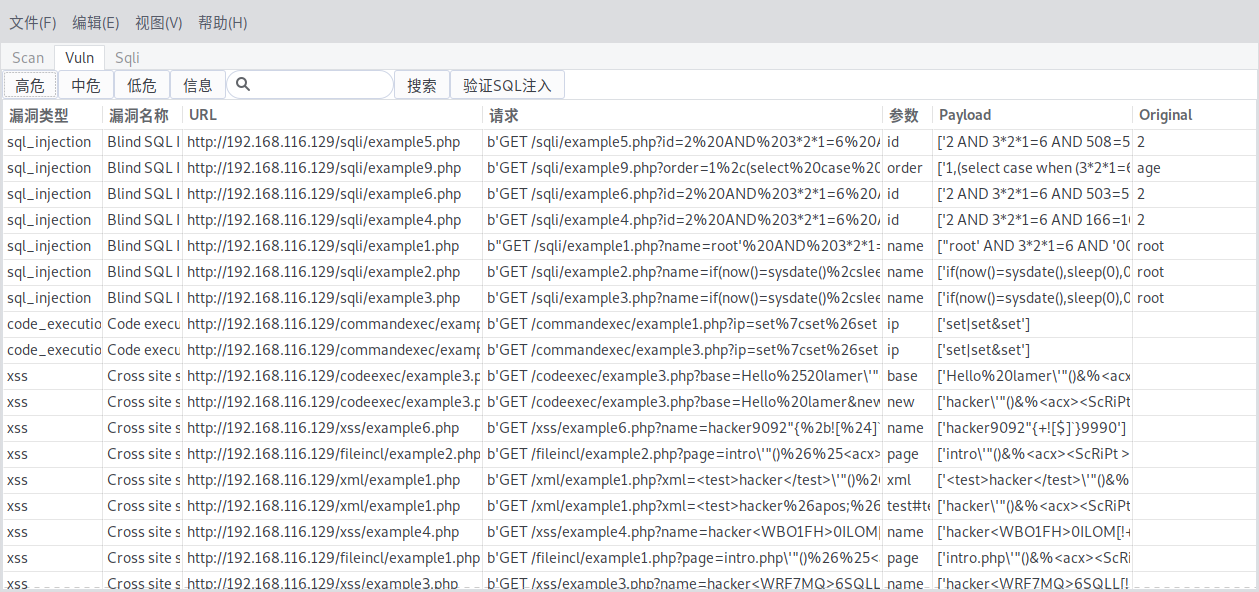 文件(F) 编辑(E) 视图(V) 帮助(H)
Scan Vuln Sqli
高危 中危 低危 信息 搜索 验证SQL注入
漏洞类型 漏洞名称 URL 请求 参数 Payload Original
sql_injection Blind SQL I http://192.168.116.129/sqli/example5.php b'GET /sqli/example5.php?id=2%20AND%203*2*1=6%20A id ['2 AND 3*2*1=6 AND 508=5 2
sql_injection Blind SQL I http://192.168.116.129/sqli/example9.php b'GET /sqli/example9.php?order=1%2c(select%20case%20 order ['1,(select case when (3*2*1=6 age
sql_injection Blind SQL I http://192.168.116.129/sqli/example6.php b'GET /sqli/example6.php?id=2%20AND%203*2*1=6%20A id ['2 AND 3*2*1=6 AND 503=5 2
sql_injection Blind SQL I http://192.168.116.129/sqli/example4.php b'GET /sqli/example4.php?id=2%20AND%203*2*1=6%20A id ['2 AND 3*2*1=6 AND 166=16 2
sql_injection Blind SQL I http://192.168.116.129/sqli/example1.php b"GET /sqli/example1.php?name=root'%20AND%203*2*1= name ["root' AND 3*2*1=6 AND '00 root
sql_injection Blind SQL I http://192.168.116.129/sqli/example2.php b'GET /sqli/example2.php?name=if(now()=sysdate()%2cslee name ['if(now()=sysdate(),sleep(0),0 root
sql_injection Blind SQL I http://192.168.116.129/sqli/example3.php b'GET /sqli/example3.php?name=if(now()=sysdate()%2cslee name ['if(now()=sysdate(),sleep(0),0 root
code_executio Code execu http://192.168.116.129/commandexec/examp b'GET /commandexec/example1.php?ip=set%7cset%26set ip ['set|set&set']
code_executio Code execu http://192.168.116.129/commandexec/examp b'GET /commandexec/example3.php?ip=set%7cset%26set ip ['set|set&set']
xss Cross site s http://192.168.116.129/codeexec/example3.p b'GET /codeexec/example3.php?base=Hello%2520lamer\'" base ['Hello%20lamer\'"()&%<acx
xss Cross site s http://192.168.116.129/codeexec/example3.p b'GET /codeexec/example3.php?base=Hello%20lamer&new new ['hacker\'"()&%<acx><ScRiPt
xss Cross site s http://192.168.116.129/xss/example6.php b'GET /xss/example6.php?name=hacker9092"{%2b![%24]` name ['hacker9092"{+![$]`}9990']
xss Cross site s http://192.168.116.129/fileincl/example2.php b'GET /fileincl/example2.php?page=intro\'"()%26%25<acx> page ['intro\'"()&%<acx><ScRiPt >
xss Cross site s http://192.168.116.129/xml/example1.php b'GET /xml/example1.php?xml=<test>hacker</test>\'"()%26 xml ['<test>hacker</test>\'"()&%
xss Cross site s http://192.168.116.129/xml/example1.php b'GET /xml/example1.php?xml=<test>hacker%26apos;%26 test#te ['hacker\'"()&%<acx><ScRiPt
xss Cross site s http://192.168.116.129/xss/example4.php b'GET /xss/example4.php?name=hacker<WBO1FH>0ILOM[ name ['hacker<WBO1FH>0ILOM[!+
xss Cross site s http://192.168.116.129/fileincl/example1.php b'GET /fileincl/example1.php?page=intro.php\'"()%26%25< page ['intro.php\'"()&%<acx><ScRi
xss Cross site s http://192.168.116.129/xss/example3.php b'GET /xss/example3.php?name=hacker<WRF7MQ>6SQLL name ['hacker<WRF7MQ>6SQLL[!